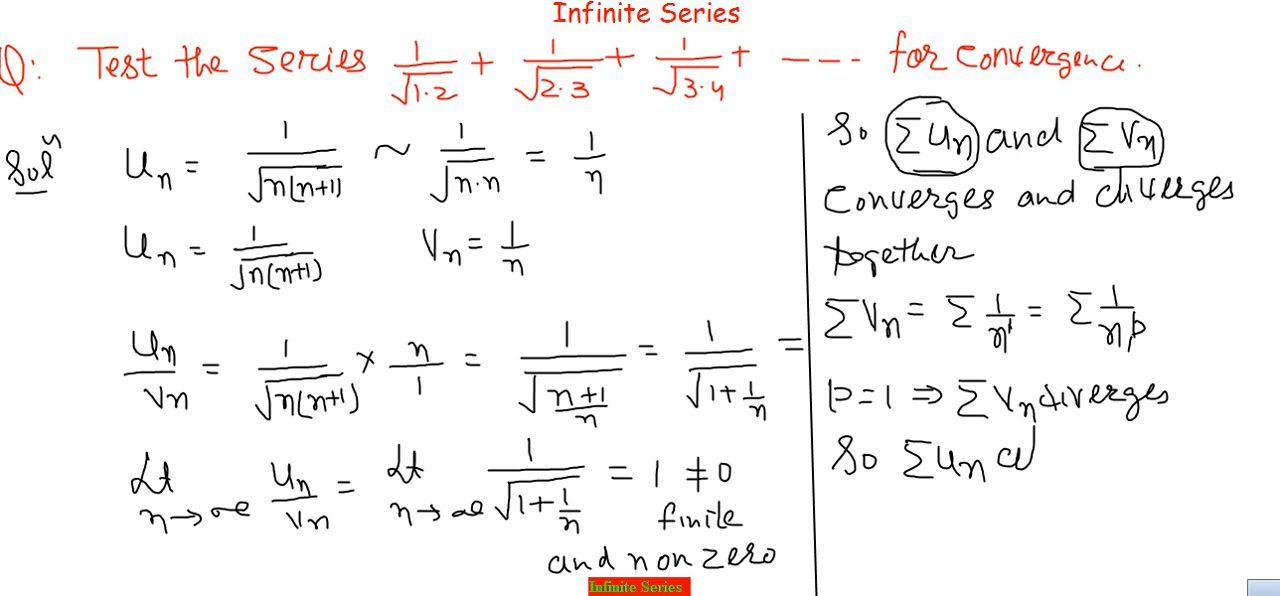 Infinite Series
Q: Test the Series 1/√1·2 + 1/√2·3 + 1/√3·4 + --- for Convergence.
Solⁿ Un = 1/√n(n+1) ~ 1/√n·n = 1/n
Un = 1/√n(n+1) Vn = 1/n
Un/Vn = 1/√n(n+1) × n/1 = 1/√((n+1)/n) = 1/√(1+1/n) =
Lt n→∞ Un/Vn = Lt n→∞ 1/√(1+1/n) = 1 ≠ 0
finite
and non zero
So ΣUn and ΣVn
Converges and diverges
together
ΣVn = Σ 1/n¹ = Σ 1/nᵖ
p=1 ⇒ ΣVn diverges
So ΣUn
Infinite Series